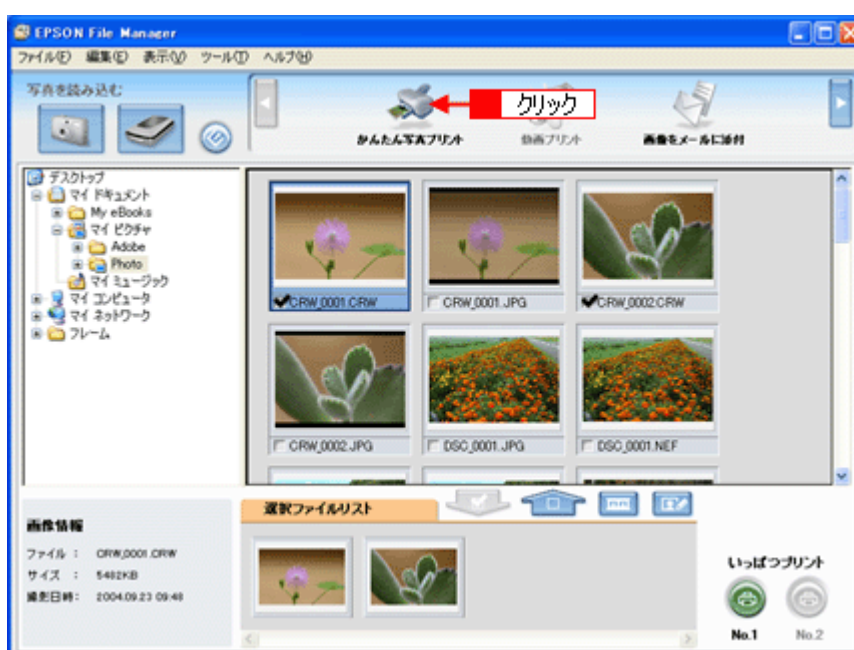 EPSON File Manager
ファイル(F) 編集(E) 表示(V) ツール(T) ヘルプ(H)
写真を読み込む
クリック
かんたん写真プリント
動画プリント
画像をメールに添付
デスクトップ
マイ ドキュメント
My eBooks
マイ ピクチャ
Adobe
Photo
マイ ミュージック
マイ コンピュータ
マイ ネットワーク
フレーム
CRW_0001.CRW
CRW_0001.JPG
CRW_0002.CRW
CRW_0002.JPG
DSC_0001.JPG
DSC_0001.NEF
選択ファイルリスト
画像情報
ファイル : CRW_0001.CRW
サイズ : 5482KB
撮影日時: 2004.09.23 09:48
いっぱつプリント
No.1
No.2